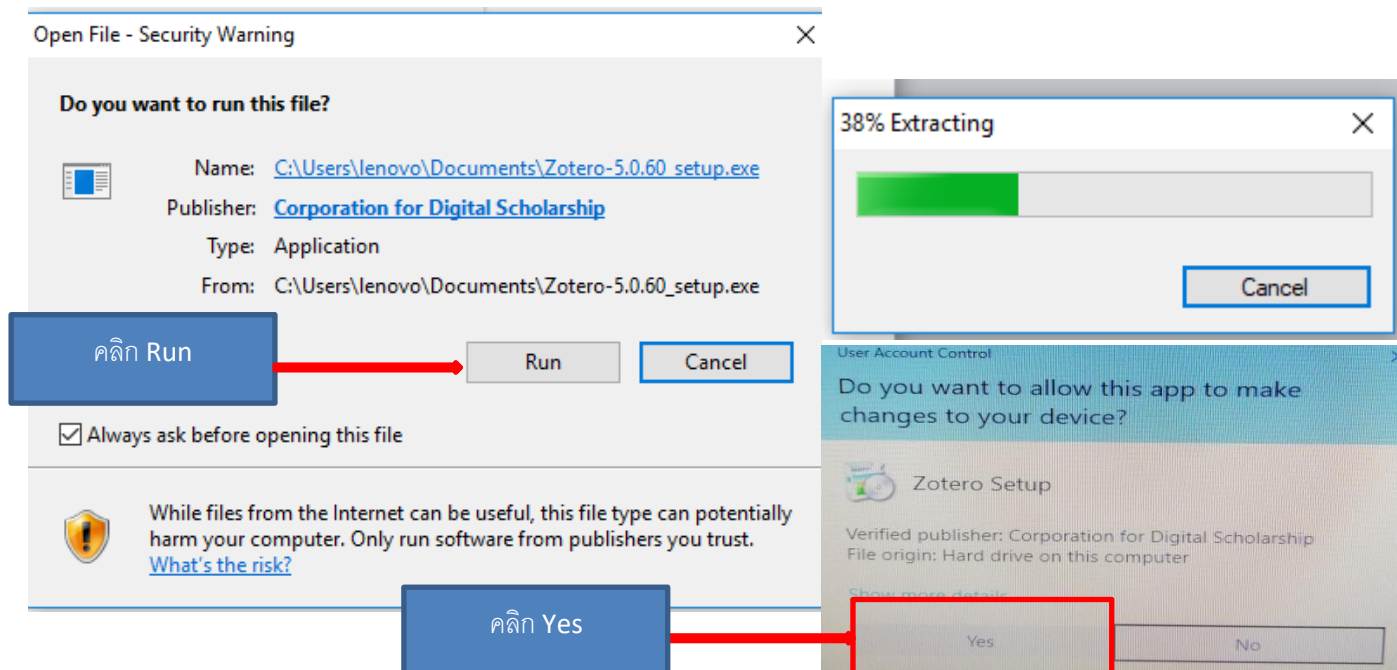 Open File - Security Warning
Do you want to run this file?
Name: C:\Users\lenovo\Documents\Zotero-5.0.60_setup.exe
Publisher: Corporation for Digital Scholarship
Type: Application
From: C:\Users\lenovo\Documents\Zotero-5.0.60_setup.exe
คลิก Run
Run Cancel
Always ask before opening this file
While files from the Internet can be useful, this file type can potentially
harm your computer. Only run software from publishers you trust.
What's the risk?
38% Extracting
Cancel
User Account Control
Do you want to allow this app to make
changes to your device?
Zotero Setup
Verified publisher: Corporation for Digital Scholarship
File origin: Hard drive on this computer
Show more details
คลิก Yes
Yes No